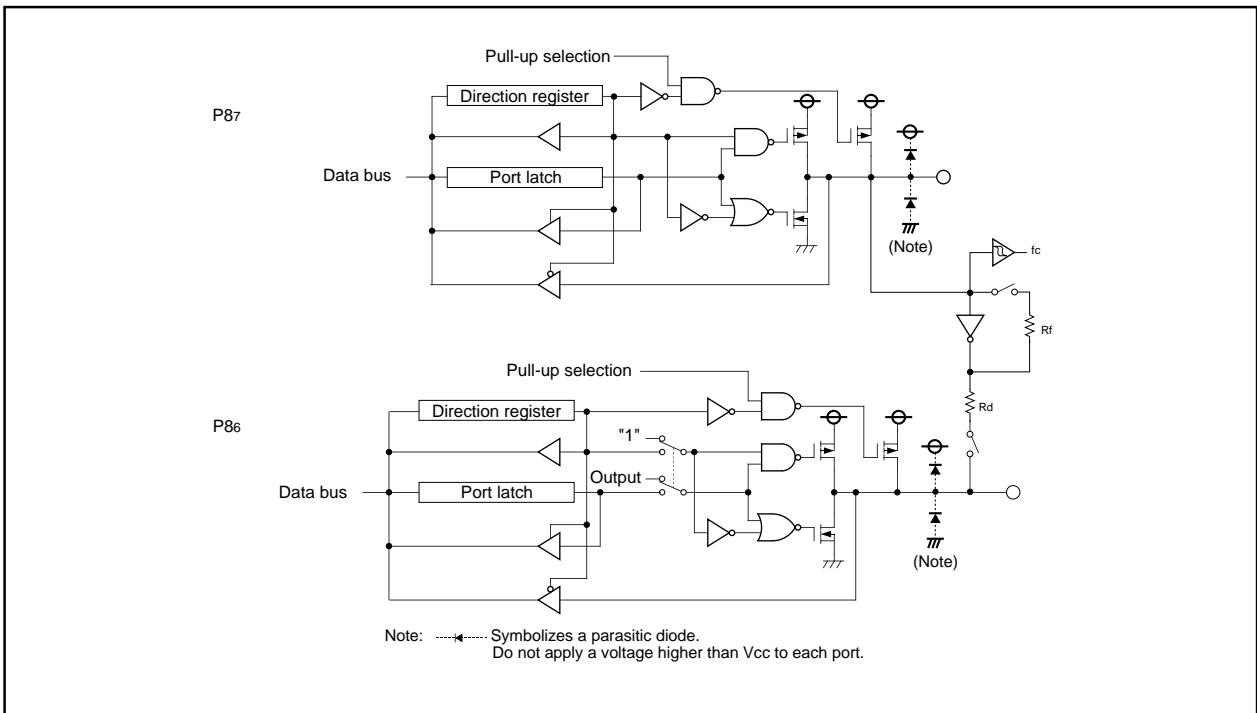 Pull-up selection
Direction register
P87
Data bus
Port latch
(Note)
fc
Rf
Pull-up selection
Rd
Direction register
P86
"1"
Output
Data bus
Port latch
(Note)
Note: Symbolizes a parasitic diode.
Do not apply a voltage higher than Vcc to each port.